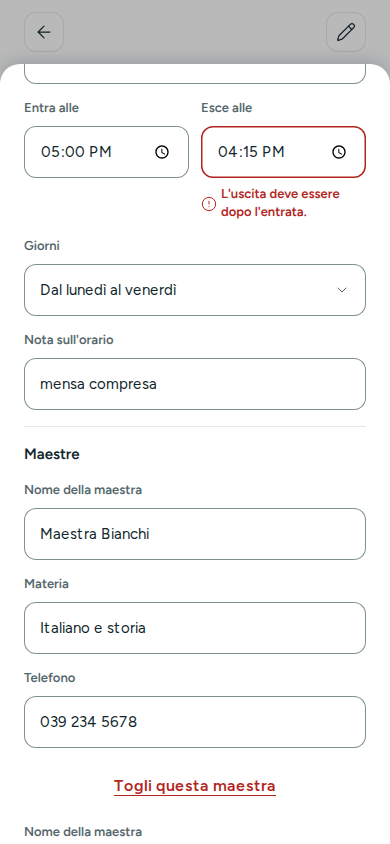 Entra alle
Esce alle
05:00 PM
04:15 PM
L'uscita deve essere
dopo l'entrata.
Giorni
Dal lunedì al venerdì
Nota sull'orario
mensa compresa
Maestre
Nome della maestra
Maestra Bianchi
Materia
Italiano e storia
Telefono
039 234 5678
Togli questa maestra
Nome della maestra